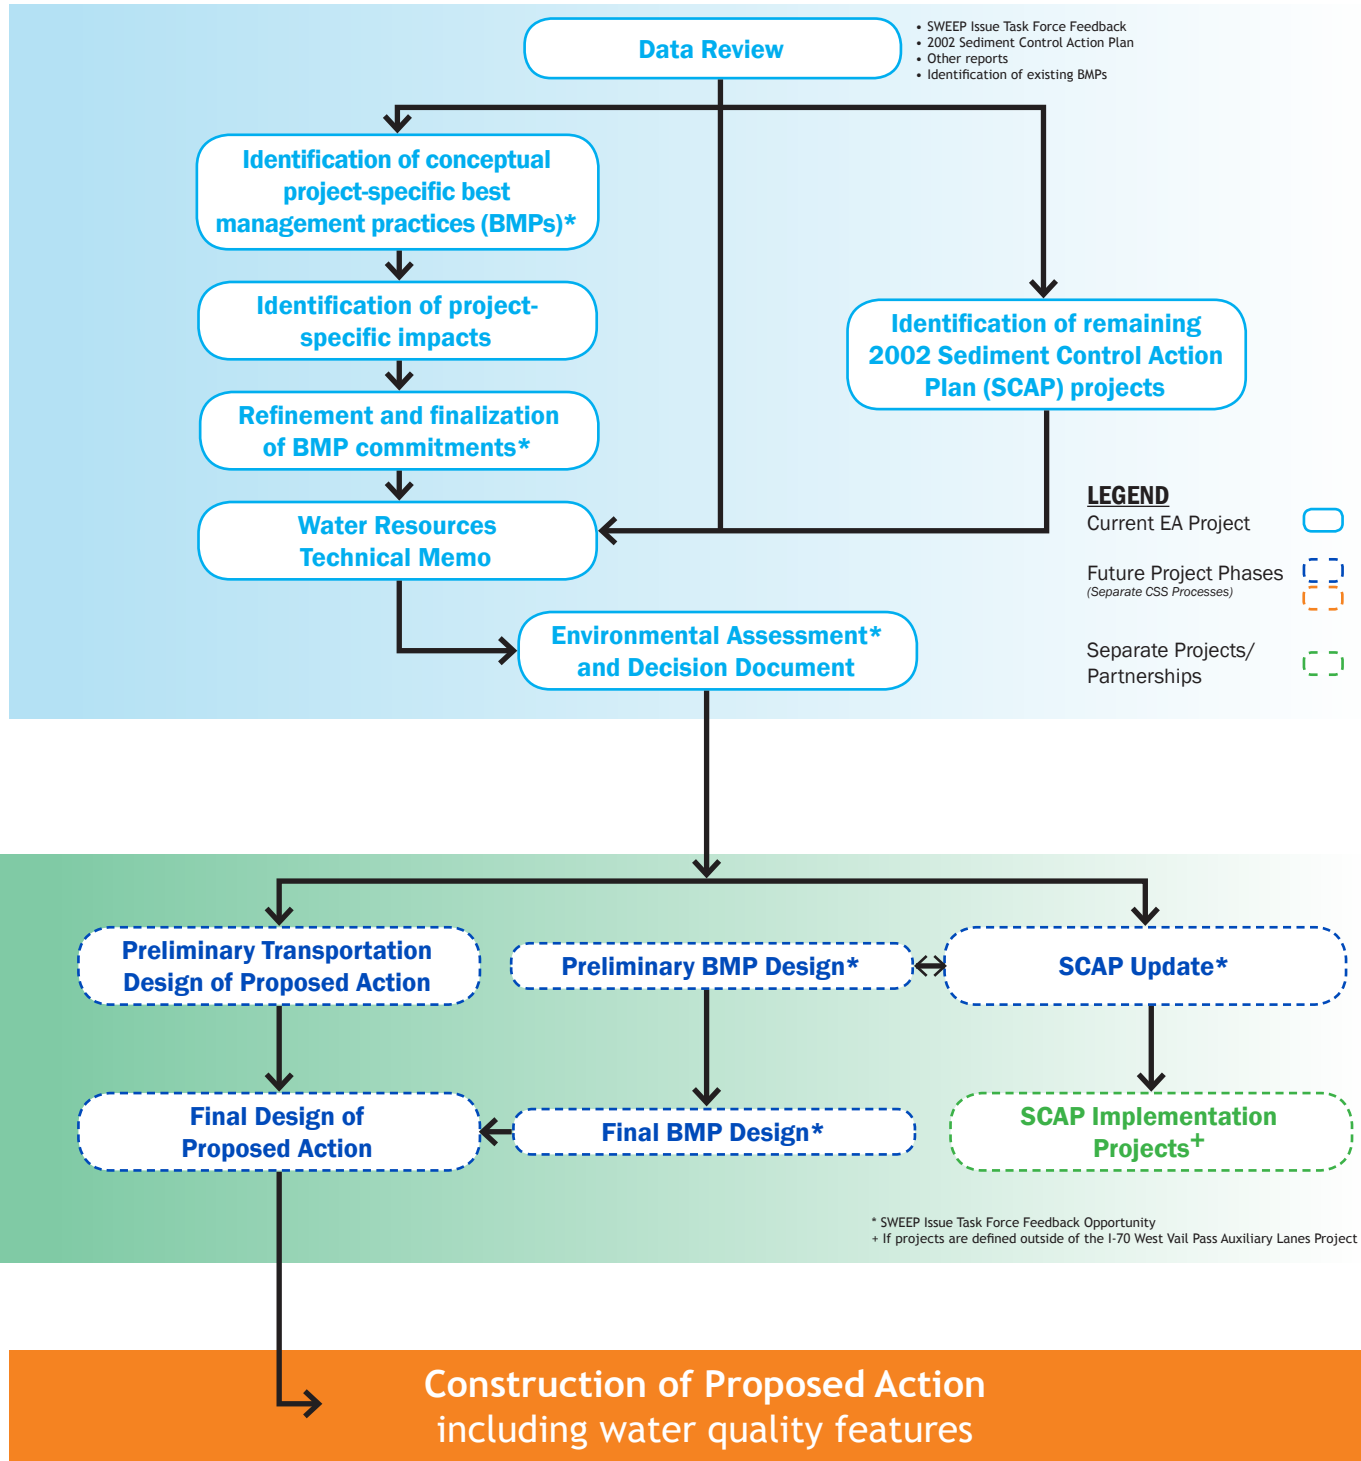 Data Review
• SWEEP Issue Task Force Feedback
• 2002 Sediment Control Action Plan
• Other reports
• Identification of existing BMPs
Identification of conceptual
project-specific best
management practices (BMPs)*
Identification of project-
specific impacts
Refinement and finalization
of BMP commitments*
Water Resources
Technical Memo
Identification of remaining
2002 Sediment Control Action
Plan (SCAP) projects
Environmental Assessment*
and Decision Document
LEGEND
Current EA Project
Future Project Phases
(Separate CSS Processes)
Separate Projects/
Partnerships
Preliminary Transportation
Design of Proposed Action
Preliminary BMP Design*
SCAP Update*
Final Design of
Proposed Action
Final BMP Design*
SCAP Implementation
Projects+
* SWEEP Issue Task Force Feedback Opportunity
+ If projects are defined outside of the I-70 West Vail Pass Auxiliary Lanes Project
Construction of Proposed Action
including water quality features